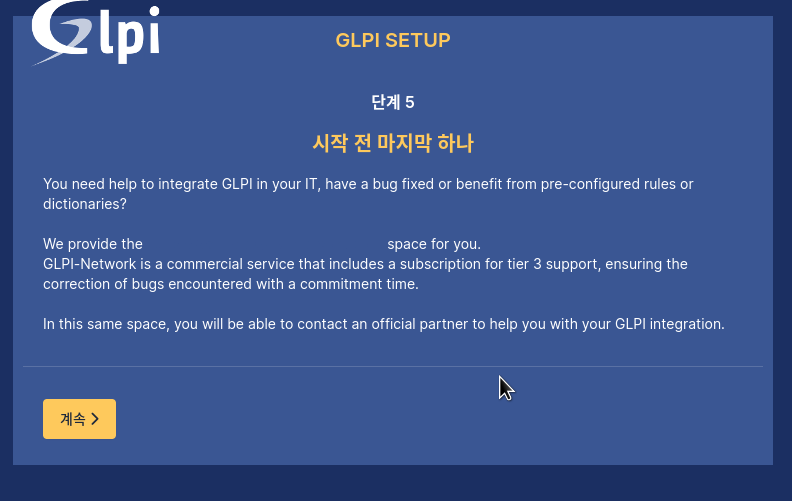 Glpi
GLPI SETUP
단계 5
시작 전 마지막 하나
You need help to integrate GLPI in your IT, have a bug fixed or benefit from pre-configured rules or
dictionaries?
We provide the space for you.
GLPI-Network is a commercial service that includes a subscription for tier 3 support, ensuring the
correction of bugs encountered with a commitment time.
In this same space, you will be able to contact an official partner to help you with your GLPI integration.
계속